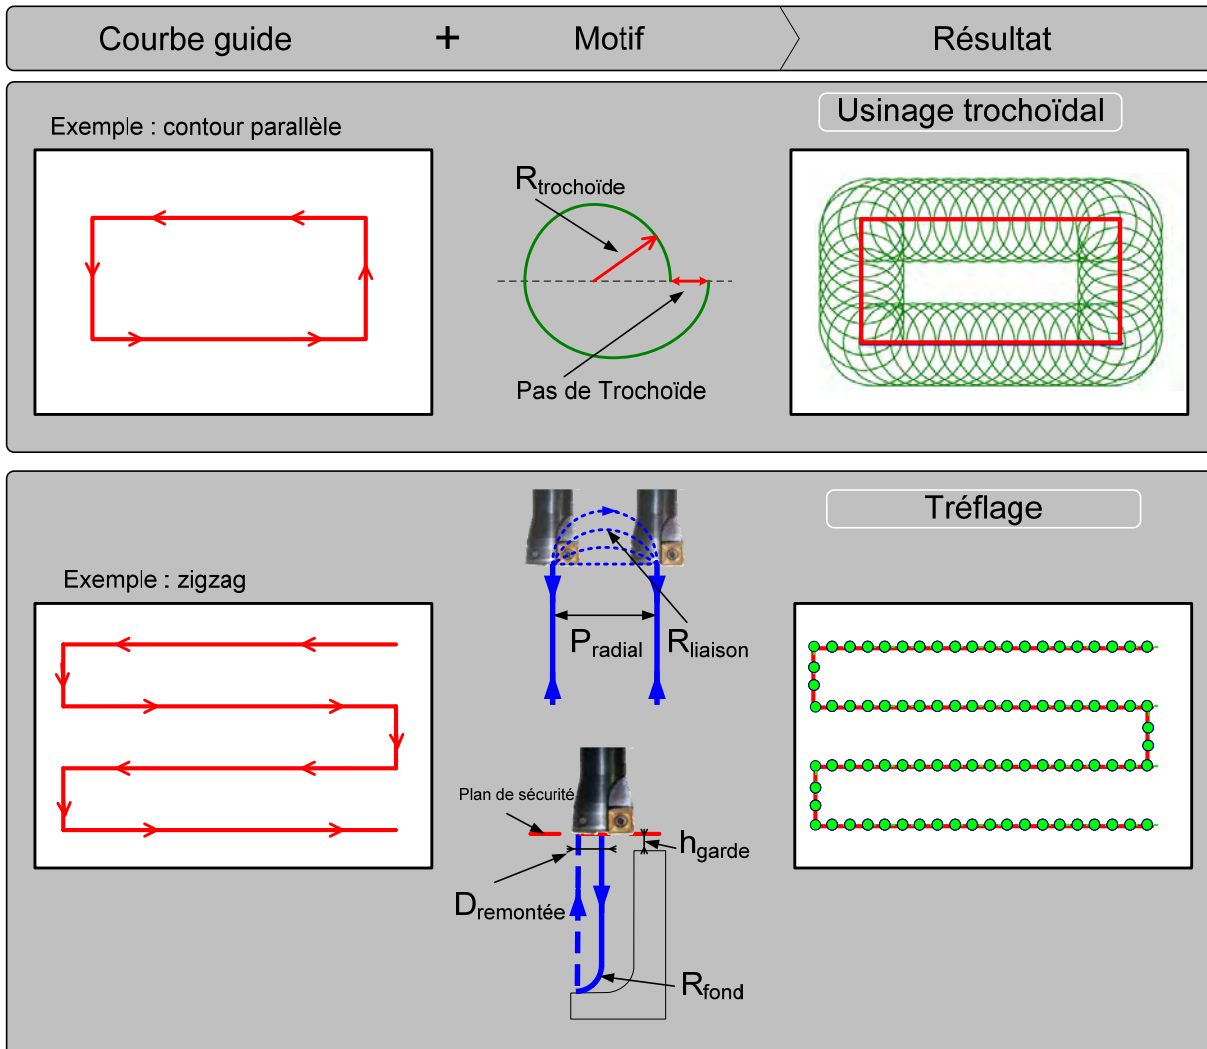 Courbe guide + Motif Résultat
Usinage trochoïdal
Exemple : contour parallèle
Rtrochoïde
Pas de Trochoïde
Tréflage
Exemple : zigzag
Pradial
Rliaison
Plan de sécurité
hgarde
Dremontée
Rfond